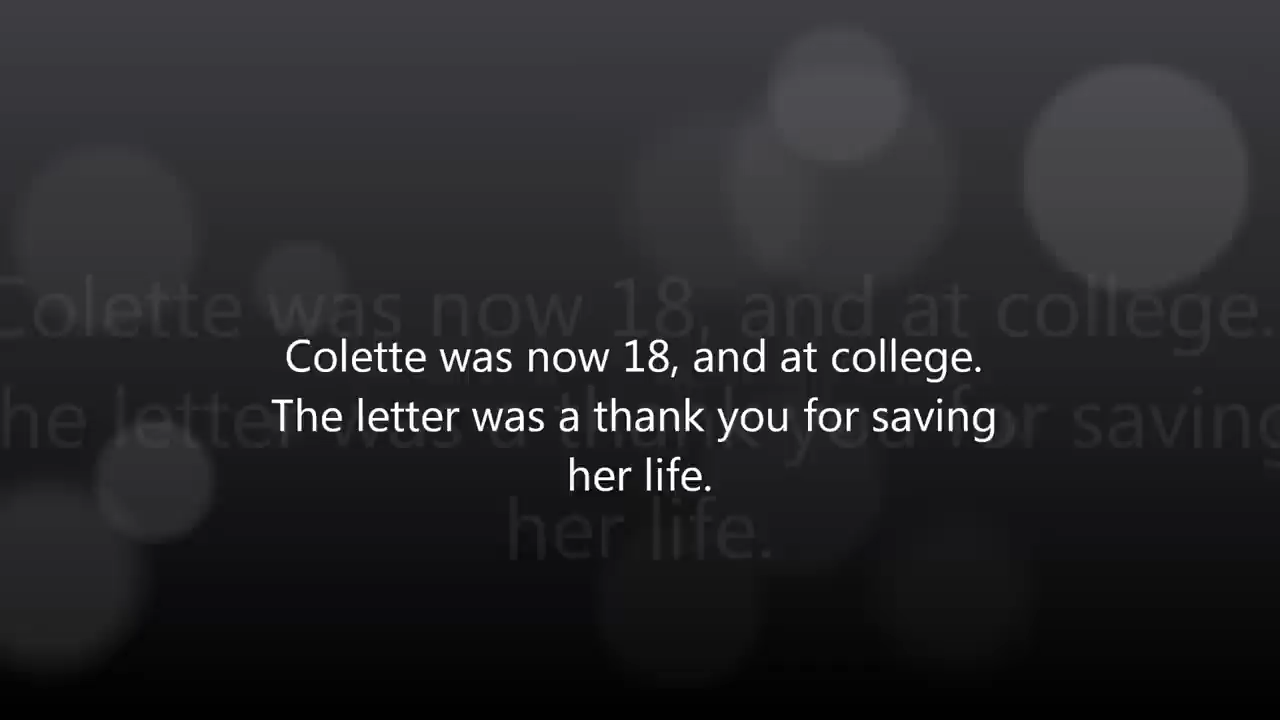 Colette was now 18, and at college.
The letter was a thank you for saving
her life.